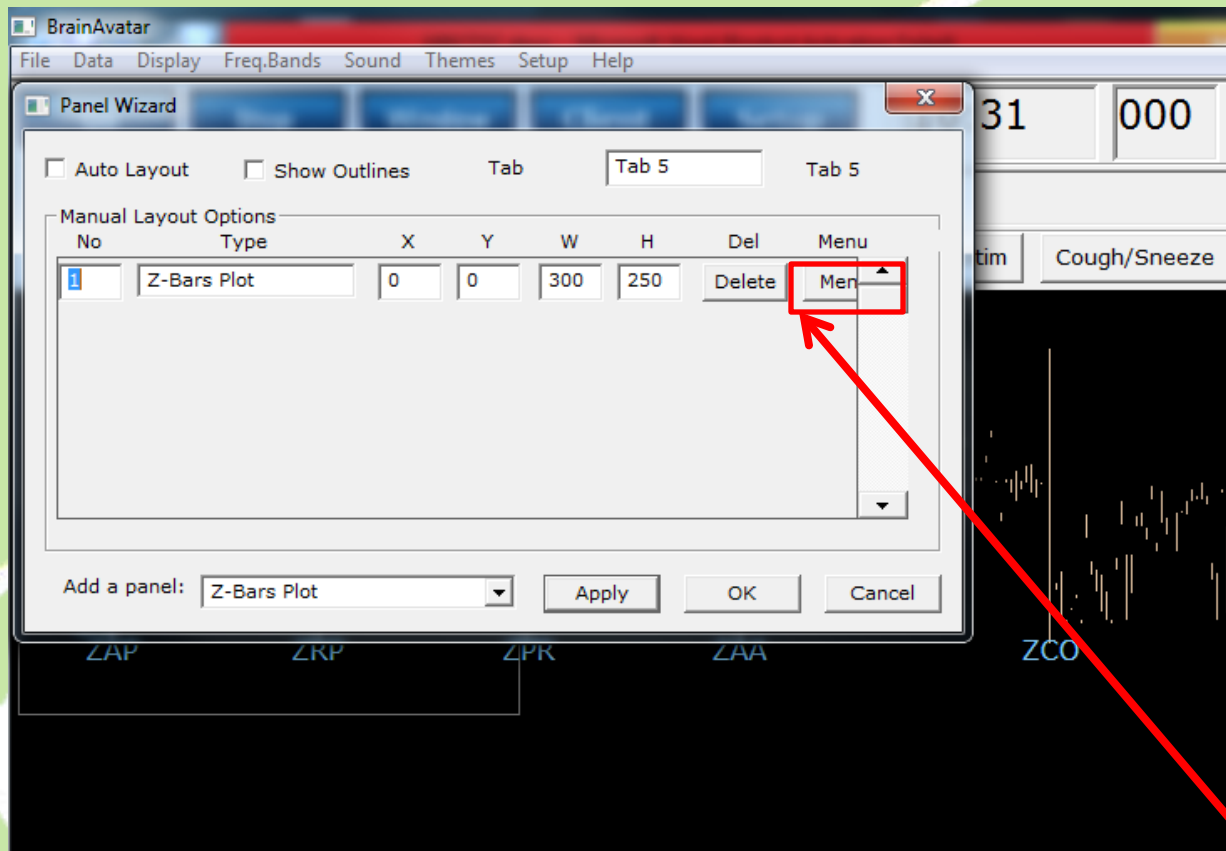 BrainAvatar
File Data Display Freq.Bands Sound Themes Setup Help
Panel Wizard
X
31 000
Auto Layout Show Outlines Tab Tab 5 Tab 5
Manual Layout Options
No Type X Y W H Del Menu
1 Z-Bars Plot 0 0 300 250 Delete Men
tim Cough/Sneeze
Add a panel: Z-Bars Plot Apply OK Cancel
ZAP ZRP ZPR ZAA ZCO